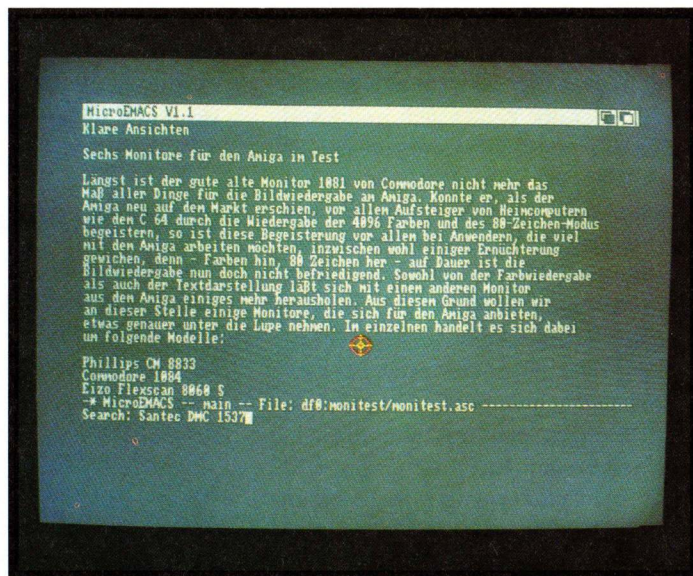 MicroEMACS V1.1
Klare Ansichten
Sechs Monitore für den Amiga im Test
Längst ist der gute alte Monitor 1081 von Commodore nicht mehr das
Maß aller Dinge für die Bildwiedergabe am Amiga. Konnte er, als der
Amiga neu auf dem Markt erschien, vor allem Aufsteiger von Heimcomputern
wie dem C 64 durch die Wiedergabe der 4096 Farben und des 80-Zeichen-Modus
begeistern, so ist diese Begeisterung vor allem bei Anwendern, die viel
mit dem Amiga arbeiten möchten, inzwischen wohl einiger Ernüchterung
gewichen, denn - Farben hin, 80 Zeichen her - auf Dauer ist die
Bildwiedergabe nun doch nicht befriedigend. Sowohl von der Farbwiedergabe
als auch der Textdarstellung läßt sich mit einem anderen Monitor
aus dem Amiga einiges mehr herausholen. Aus diesem Grund wollen wir
an dieser Stelle einige Monitore, die sich für den Amiga anbieten,
etwas genauer unter die Lupe nehmen. Im einzelnen handelt es sich dabei
um folgende Modelle:
Phillips CM 8833
Commodore 1084
Eizo Flexscan 8060 S
-* MicroEMACS -- main -- File: df0:monitest/monitest.asc --------------------
Search: Santec DMC 1537